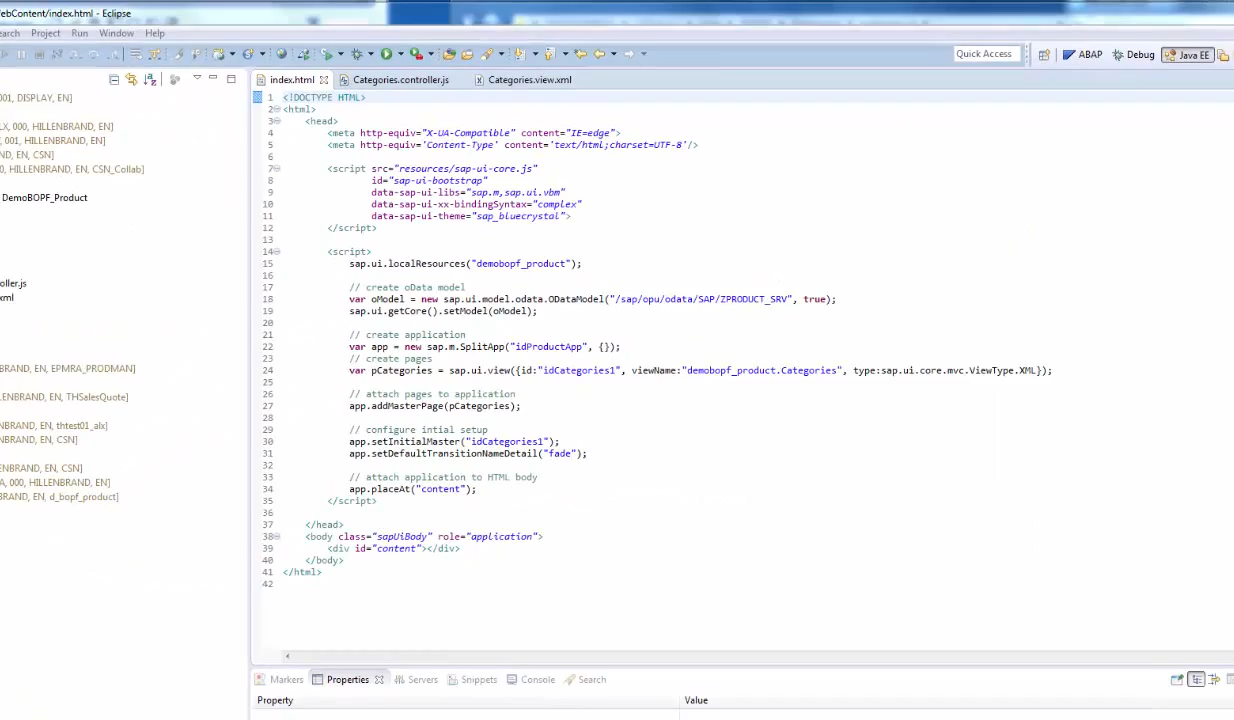 ebContent/index.html - Eclipse
earch Project Run Window Help
Quick Access ABAP Debug Java EE
index.html Categories.controller.js Categories.view.xml
001, DISPLAY, EN]
LX, 000, HILLENBRAND, EN]
, 001, HILLENBRAND, EN]
D, EN, CSN]
0, HILLENBRAND, EN, CSN_Collab]
DemoBOPF_Product
oller.js
xml
BRAND, EN, EPMRA_PRODMAN]
LENBRAND, EN, THSalesQuote]
D, EN, thtest01_alx]
ND, EN, CSN]
ND, EN, CSN]
A, 000, HILLENBRAND, EN]
BRAND, EN, d_bopf_product]
1 <!DOCTYPE HTML>
2 <html>
3 <head>
4 <meta http-equiv="X-UA-Compatible" content="IE=edge">
5 <meta http-equiv='Content-Type' content='text/html;charset=UTF-8'/>
6
7 <script src="resources/sap-ui-core.js"
8 id="sap-ui-bootstrap"
9 data-sap-ui-libs="sap.m,sap.ui.vbm"
10 data-sap-ui-xx-bindingSyntax="complex"
11 data-sap-ui-theme="sap_bluecrystal">
12 </script>
13
14 <script>
15 sap.ui.localResources("demobopf_product");
16
17 // create oData model
18 var oModel = new sap.ui.model.odata.ODataModel("/sap/opu/odata/SAP/ZPRODUCT_SRV", true);
19 sap.ui.getCore().setModel(oModel);
20
21 // create application
22 var app = new sap.m.SplitApp("idProductApp", {});
23 // create pages
24 var pCategories = sap.ui.view({id:"idCategories1", viewName:"demobopf_product.Categories", type:sap.ui.core.mvc.ViewType.XML});
25
26 // attach pages to application
27 app.addMasterPage(pCategories);
28
29 // configure intial setup
30 app.setInitialMaster("idCategories1");
31 app.setDefaultTransitionNameDetail("fade");
32
33 // attach application to HTML body
34 app.placeAt("content");
35 </script>
36
37 </head>
38 <body class="sapUiBody" role="application">
39 <div id="content"></div>
40 </body>
41 </html>
42
Markers Properties Servers Snippets Console Search
Property Value